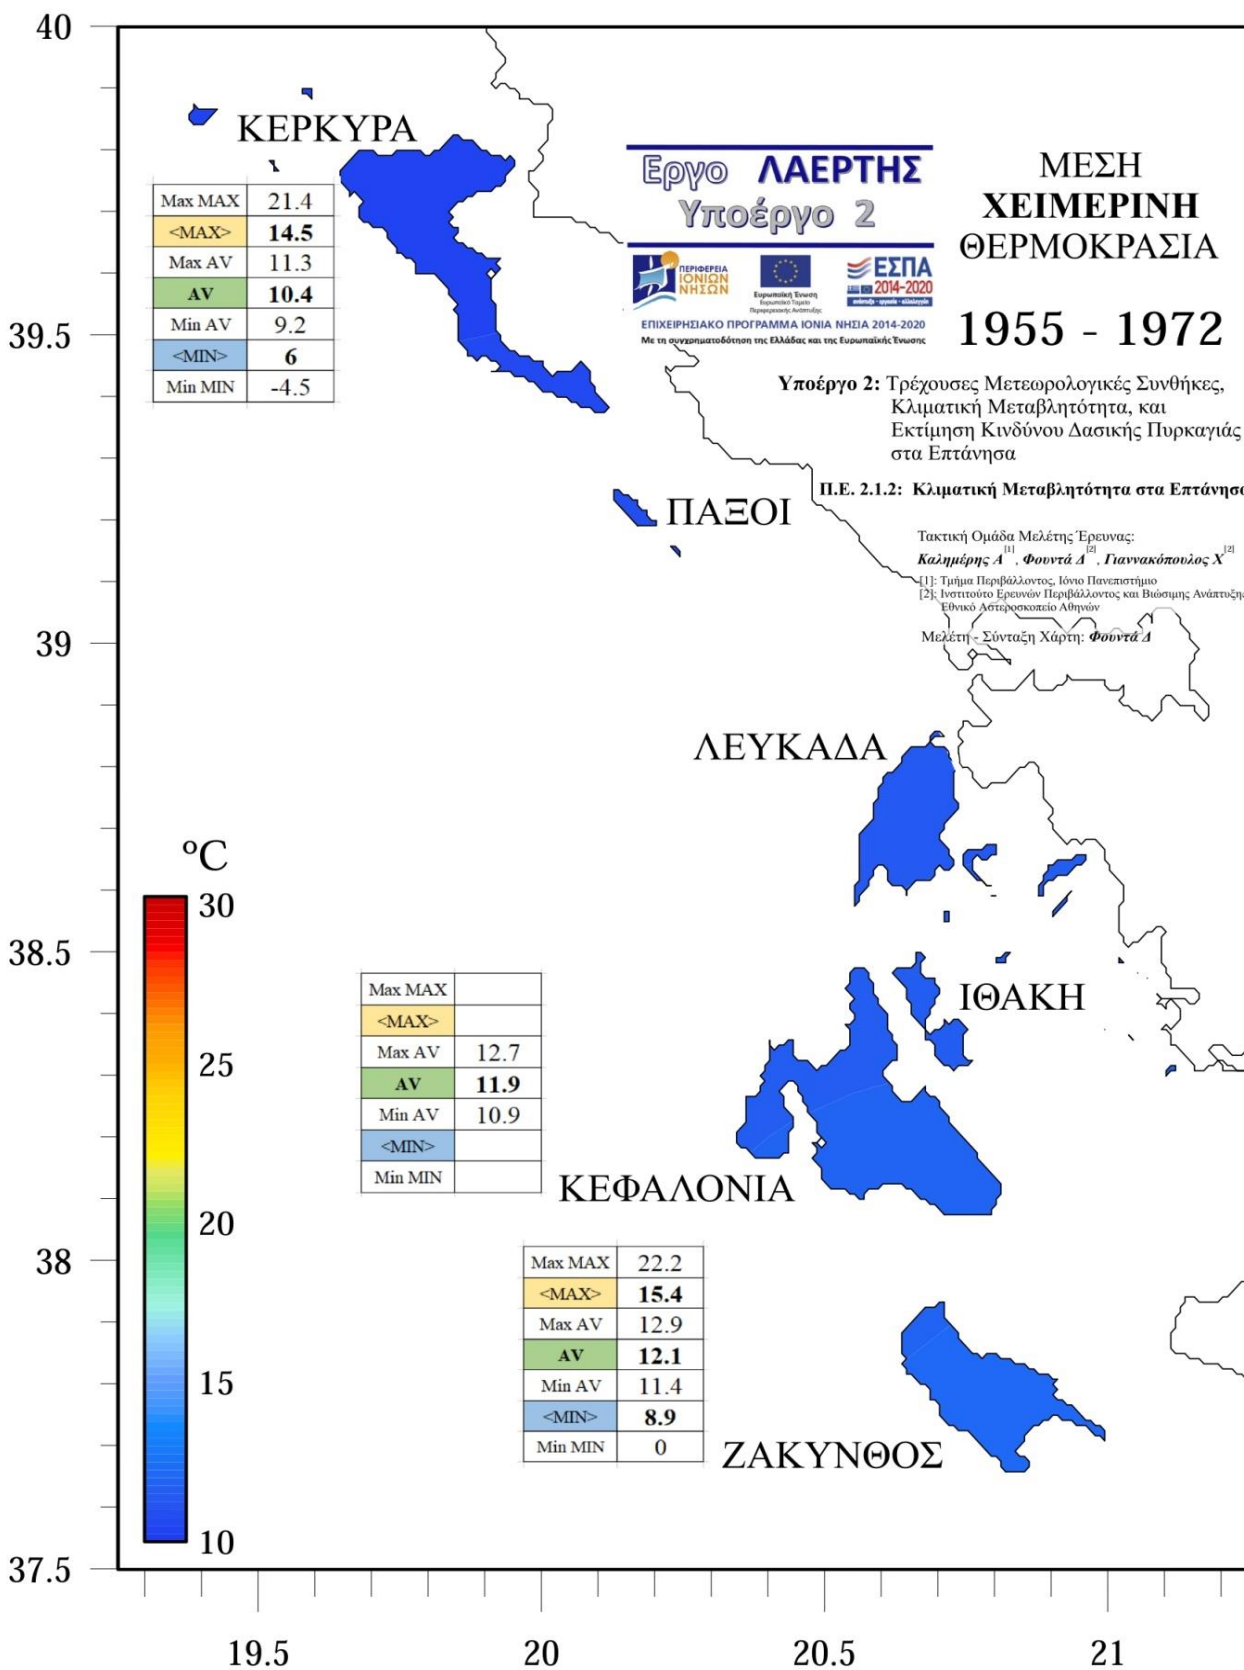 40
ΚΕΡΚΥΡΑ
Max MAX 21.4
<MAX> 14.5
Max AV 11.3
AV 10.4
Min AV 9.2
<MIN> 6
Min MIN -4.5
Εργο ΛΑΕΡΤΗΣ
Υποέργο 2
ΠΕΡΙΦΕΡΕΙΑ
ΙΟΝΙΩΝ
ΝΗΣΩΝ
Ευρωπαϊκή Ένωση
Ευρωπαϊκό Ταμείο
Περιφερειακής Ανάπτυξης
ΕΣΠΑ
2014-2020
ανάπτυξη - εργασία - αλληλεγγύη
ΕΠΙΧΕΙΡΗΣΙΑΚΟ ΠΡΟΓΡΑΜΜΑ ΙΟΝΙΑ ΝΗΣΙΑ 2014-2020
Με τη συγχρηματοδότηση της Ελλάδας και της Ευρωπαϊκής Ένωσης
ΜΕΣΗ
ΧΕΙΜΕΡΙΝΗ
ΘΕΡΜΟΚΡΑΣΙΑ
1955 - 1972
39.5
Υποέργο 2: Τρέχουσες Μετεωρολογικές Συνθήκες,
Κλιματική Μεταβλητότητα, και
Εκτίμηση Κινδύνου Δασικής Πυρκαγιάς
στα Επτάνησα
Π.Ε. 2.1.2: Κλιματική Μεταβλητότητα στα Επτάνησα
ΠΑΞΟΙ
Τακτική Ομάδα Μελέτης Έρευνας:
Καλημέρης Α[1], Φουντά Δ[2], Γιαννακόπουλος Χ[2]
[1]: Τμήμα Περιβάλλοντος, Ιόνιο Πανεπιστήμιο
[2]: Ινστιτούτο Ερευνών Περιβάλλοντος και Βιώσιμης Ανάπτυξης
Εθνικό Αστεροσκοπείο Αθηνών
Μελέτη - Σύνταξη Χάρτη: Φουντά Δ
39
ΛΕΥΚΑΔΑ
ºC
30
25
20
15
10
38.5
ΙΘΑΚΗ
Max MAX
<MAX>
Max AV 12.7
AV 11.9
Min AV 10.9
<MIN>
Min MIN
ΚΕΦΑΛΟΝΙΑ
38
Max MAX 22.2
<MAX> 15.4
Max AV 12.9
AV 12.1
Min AV 11.4
<MIN> 8.9
Min MIN 0
ΖΑΚΥΝΘΟΣ
37.5
19.5 20 20.5 21